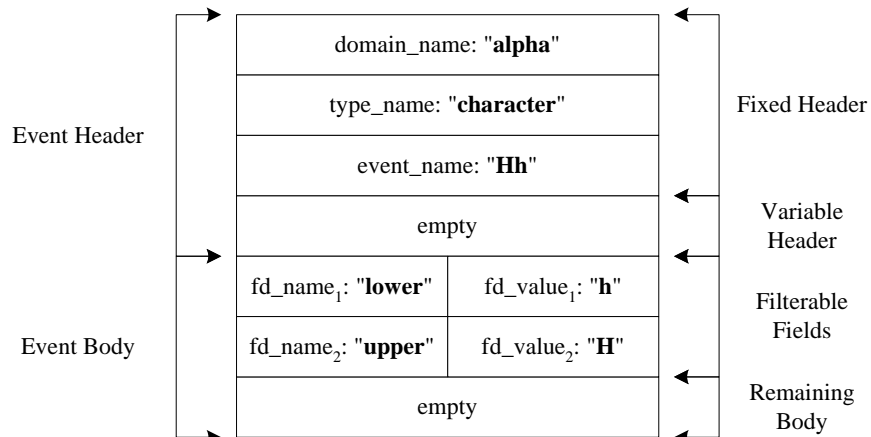 domain_name: "alpha"
type_name: "character"
Fixed Header
Event Header
event_name: "Hh"
empty
Variable
Header
fd_name₁: "lower" fd_value₁: "h"
Filterable
Fields
Event Body
fd_name₂: "upper" fd_value₂: "H"
empty
Remaining
Body